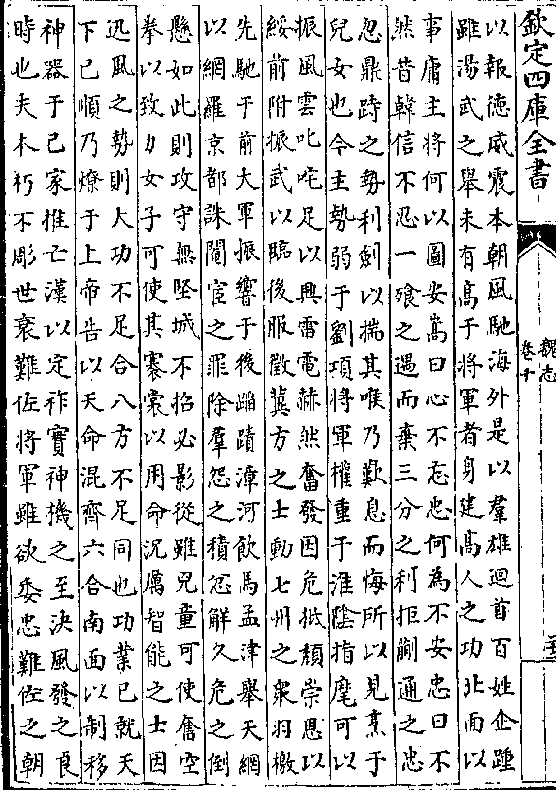 欽定四庫全書
魏志
卷十
以報德威震本朝風馳海外是以羣雄迴首百姓企踵
雖湯武之舉未有高于將軍者身建高人之功北面以
事庸主將何以圖安嵩曰心不忘忠何為不安忠曰不
然昔韓信不忍一飱之遇而棄三分之利拒蒯通之忠
忽鼎跱之勢利劍以揣其喉乃歎息而悔所以見烹于
兒女也今主勢弱于劉項將軍權重于淮陰指麾可以
振風雲叱咤足以興雷電赫然奮發因危抵頹崇恩以
綏前附振武以臨後服徵冀方之士動七州之衆羽檄
先馳于前大軍振響于後蹈蹟漳河飲馬孟津舉天網
以網羅京都誅閹宦之罪除羣怨之積忿解久危之倒
懸如此則攻守無堅城不招必影從雖兒童可使奮空
拳以致力女子可使其褰裳以用命況厲智能之士因
迅風之勢則大功不足合八方不足同也功業已就天
下已順乃燎于上帝告以天命混齊六合南面以制移
神器于己家推亡漢以定祚寶神機之至決風發之良
時也夫木朽不彫世衰難佐將軍雖欲委忠難佐之朝